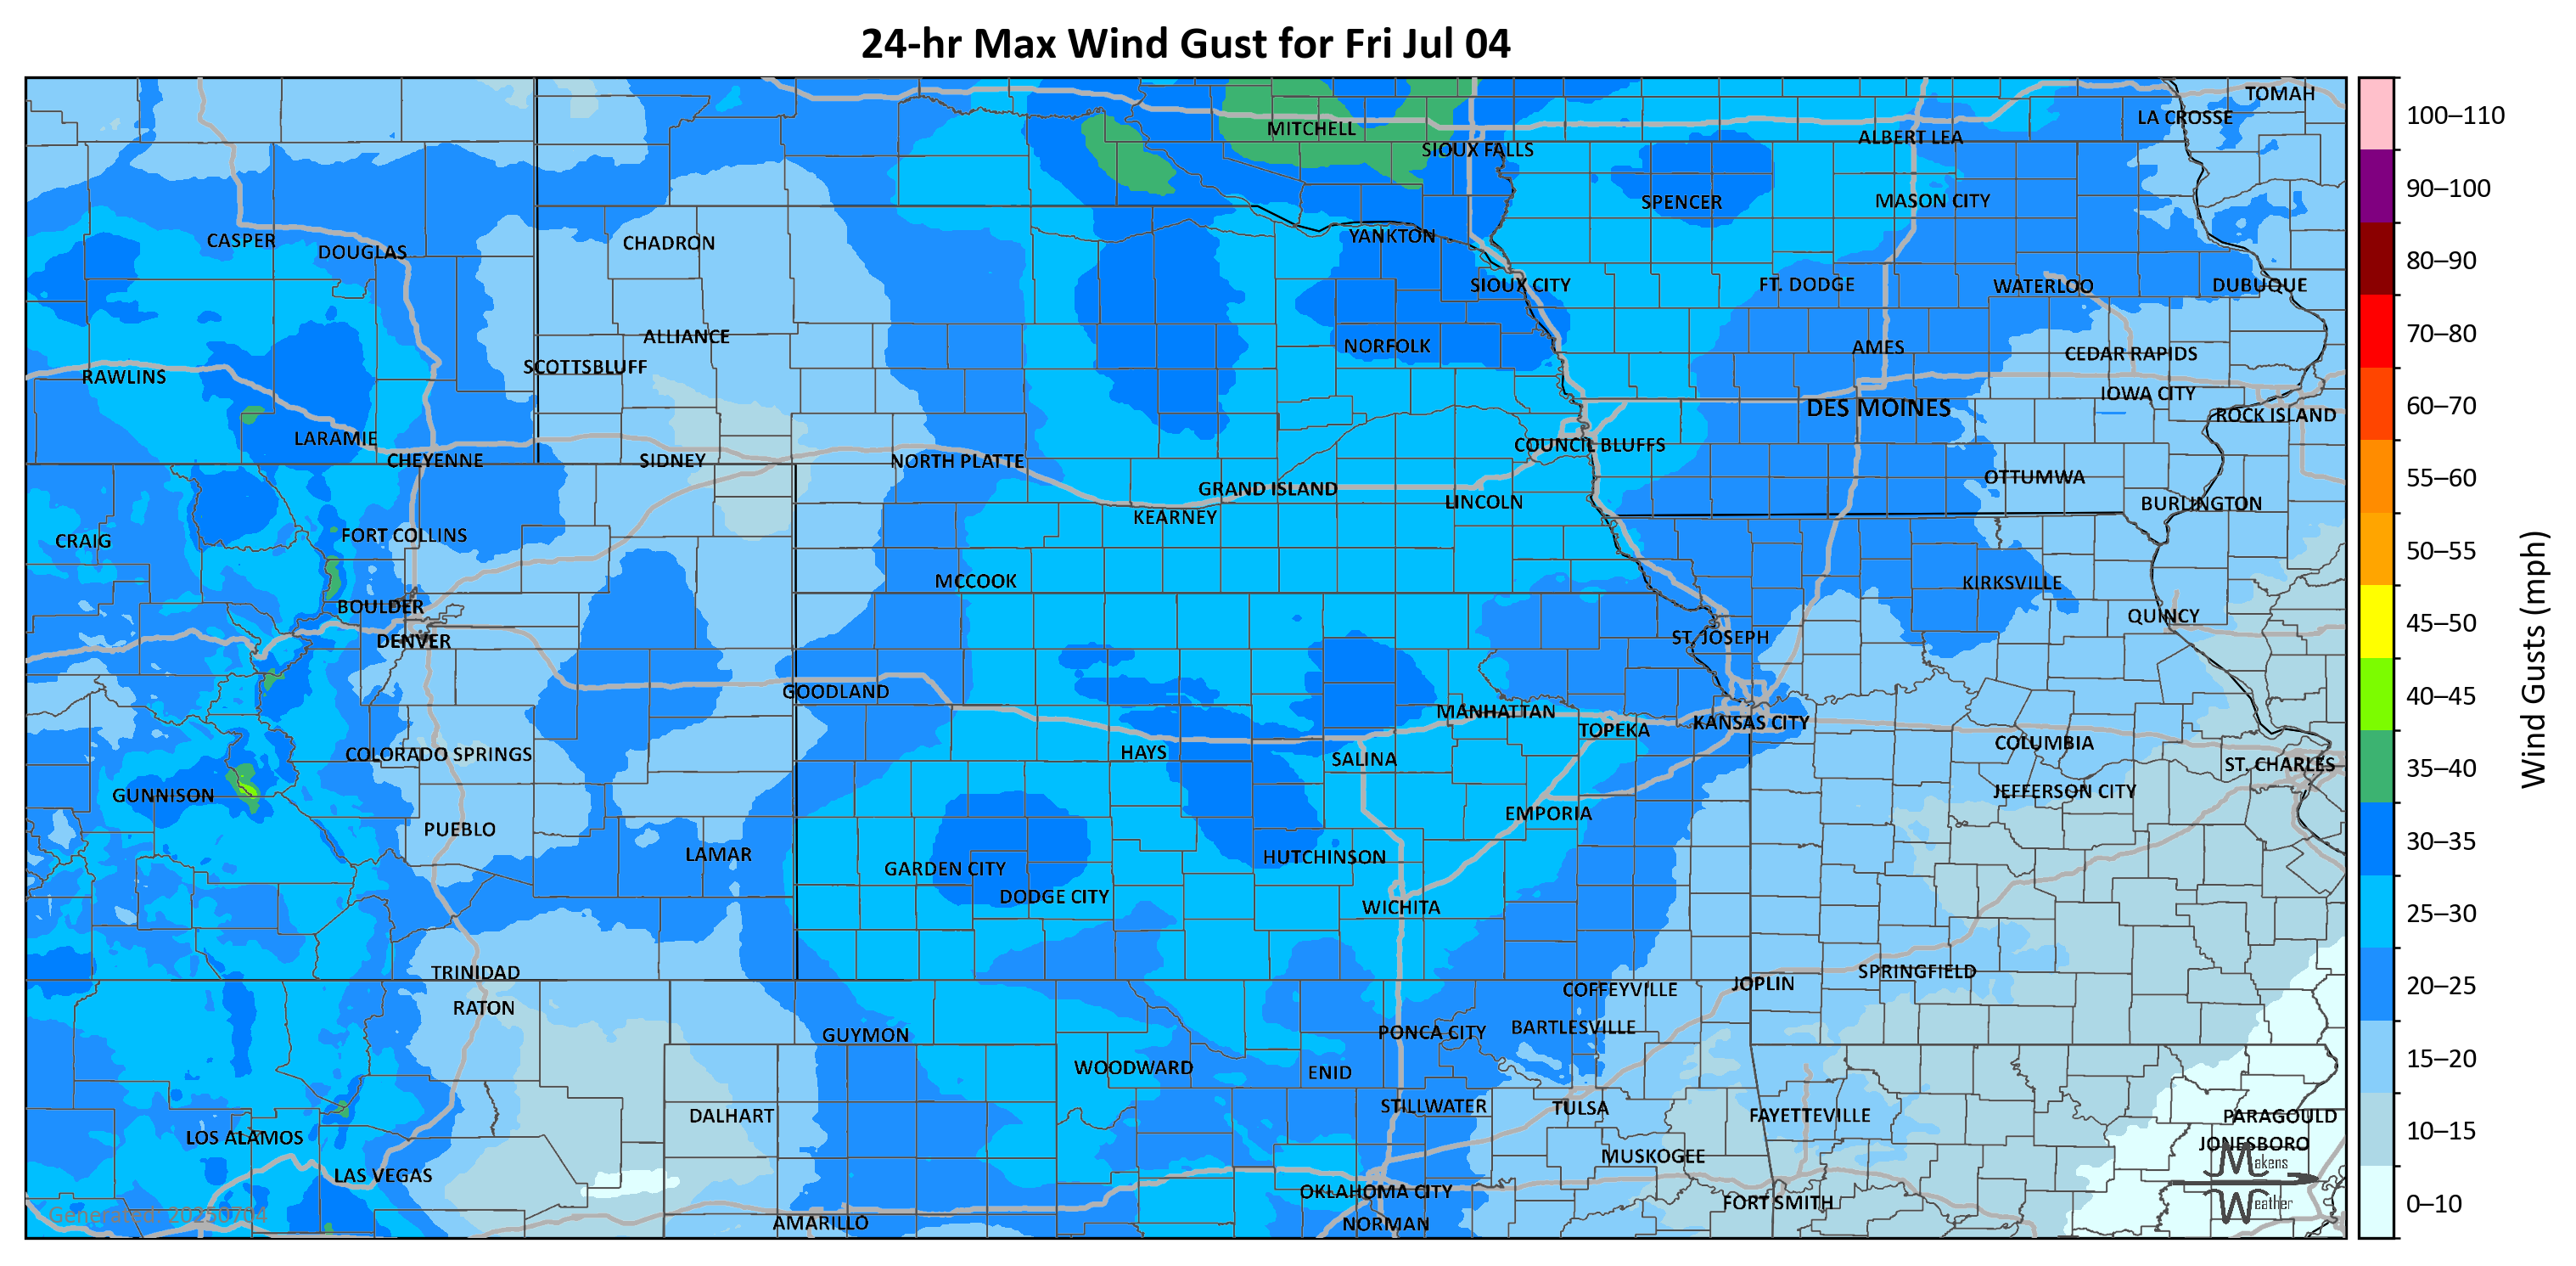 24-hr Max Wind Gust for Fri Jul 04
TOMAH
LA CROSSE
MITCHELL
ALBERT LEA
SIOUX FALLS
SPENCER
MASON CITY
CASPER
YANKTON
CHADRON
DOUGLAS
SIOUX CITY
FT. DODGE
WATERLOO
DUBUQUE
ALLIANCE
NORFOLK
AMES
CEDAR RAPIDS
SCOTTSBLUFF
RAWLINS
IOWA CITY
DES MOINES
ROCK ISLAND
LARAMIE
COUNCIL BLUFFS
CHEYENNE
SIDNEY
NORTH PLATTE
OTTUMWA
GRAND ISLAND
LINCOLN
BURLINGTON
KEARNEY
FORT COLLINS
CRAIG
MCCOOK
KIRKSVILLE
BOULDER
QUINCY
DENVER
ST. JOSEPH
GOODLAND
MANHATTAN
KANSAS CITY
TOPEKA
COLUMBIA
COLORADO SPRINGS
HAYS
SALINA
ST. CHARLES
GUNNISON
JEFFERSON CITY
EMPORIA
PUEBLO
LAMAR
HUTCHINSON
GARDEN CITY
DODGE CITY
WICHITA
TRINIDAD
SPRINGFIELD
JOPLIN
COFFEYVILLE
RATON
BARTLESVILLE
PONCA CITY
GUYMON
WOODWARD
ENID
STILLWATER
TULSA
DALHART
FAYETTEVILLE
PARAGOULD
LOS ALAMOS
JONESBORO
MUSKOGEE
LAS VEGAS
OKLAHOMA CITY
FORT SMITH
AMARILLO
NORMAN
Generated: 20250704
Makens
Weather
100–110
90–100
80–90
70–80
60–70
55–60
50–55
45–50
40–45
35–40
30–35
25–30
20–25
15–20
10–15
0–10
Wind Gusts (mph)